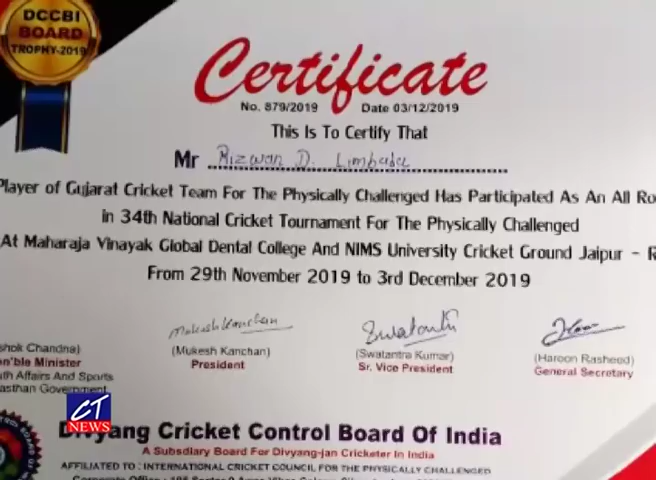 DCCBI
BOARD
TROPHY-2019
Certificate
No. 879/2019 Date 03/12/2019
This Is To Certify That
Mr Rizwan D. Limbada
Player of Gujarat Cricket Team For The Physically Challenged Has Participated As An All Ro
in 34th National Cricket Tournament For The Physically Challenged
At Maharaja Vinayak Global Dental College And NIMS University Cricket Ground Jaipur - R
From 29th November 2019 to 3rd December 2019
Mukesh Kanchan
Swatantr
shok Chandna)
(Mukesh Kanchan)
(Swatantra Kumar)
(Haroon Rasheed)
n'ble Minister
President
Sr. Vice President
General Secretary
uth Affairs And Sports
asthan Government
CT
NEWS
Divyang Cricket Control Board Of India
A Subsdiary Board For Divyang-jan Cricketer In India
AFFILIATED TO : INTERNATIONAL CRICKET COUNCIL FOR THE PHYSICALLY CHALLENGED